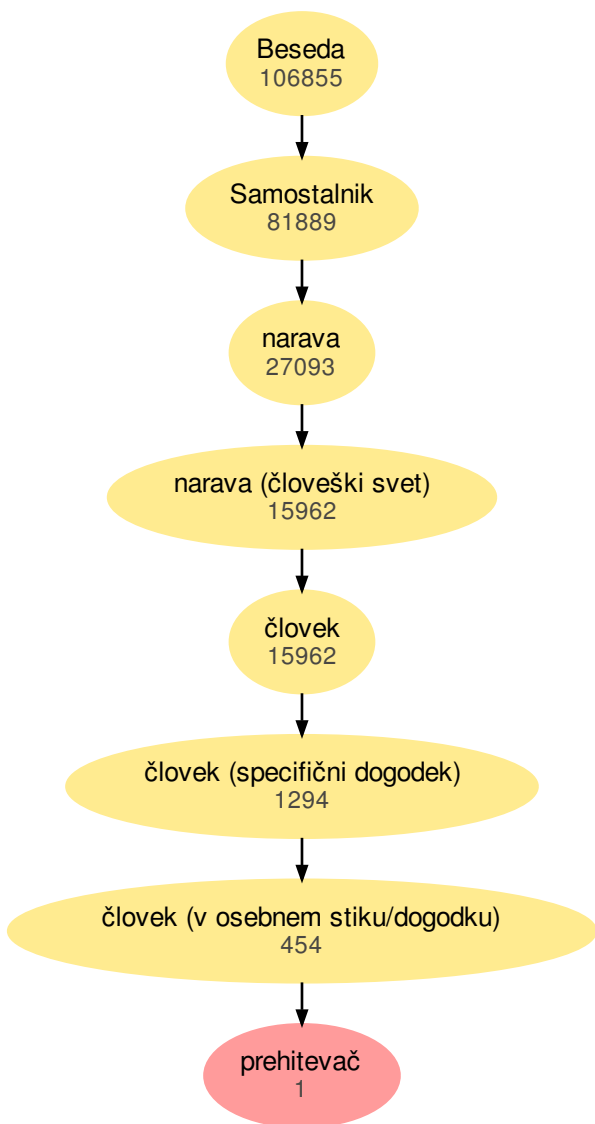 Beseda
106855
Samostalnik
81889
narava
27093
narava (človeški svet)
15962
človek
15962
človek (specifični dogodek)
1294
človek (v osebnem stiku/dogodku)
454
prehitevač
1